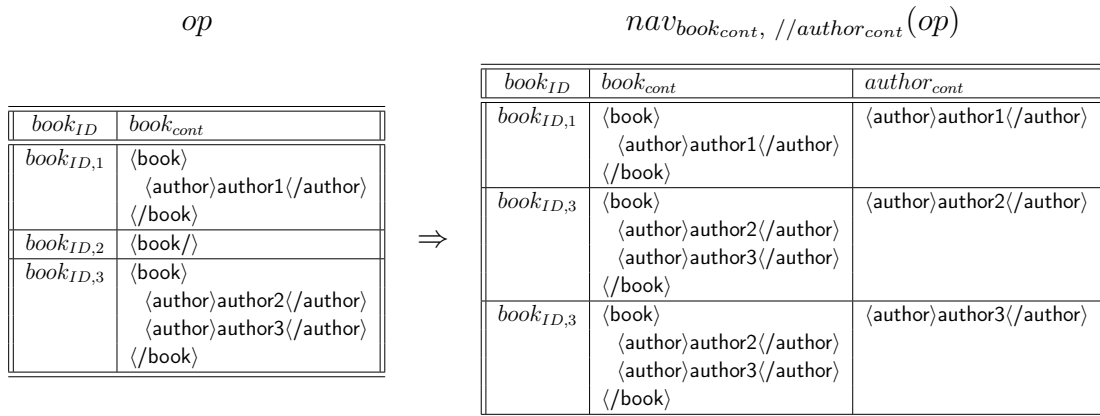 op
book_ID book_cont
book_ID,1 ⟨book⟩
⟨author⟩author1⟨/author⟩
⟨/book⟩
book_ID,2 ⟨book/⟩
book_ID,3 ⟨book⟩
⟨author⟩author2⟨/author⟩
⟨author⟩author3⟨/author⟩
⟨/book⟩
⇒
nav_book_cont, //author_cont(op)
book_ID book_cont author_cont
book_ID,1 ⟨book⟩ ⟨author⟩author1⟨/author⟩
⟨author⟩author1⟨/author⟩
⟨/book⟩
book_ID,3 ⟨book⟩ ⟨author⟩author2⟨/author⟩
⟨author⟩author2⟨/author⟩
⟨author⟩author3⟨/author⟩
⟨/book⟩
book_ID,3 ⟨book⟩ ⟨author⟩author3⟨/author⟩
⟨author⟩author2⟨/author⟩
⟨author⟩author3⟨/author⟩
⟨/book⟩